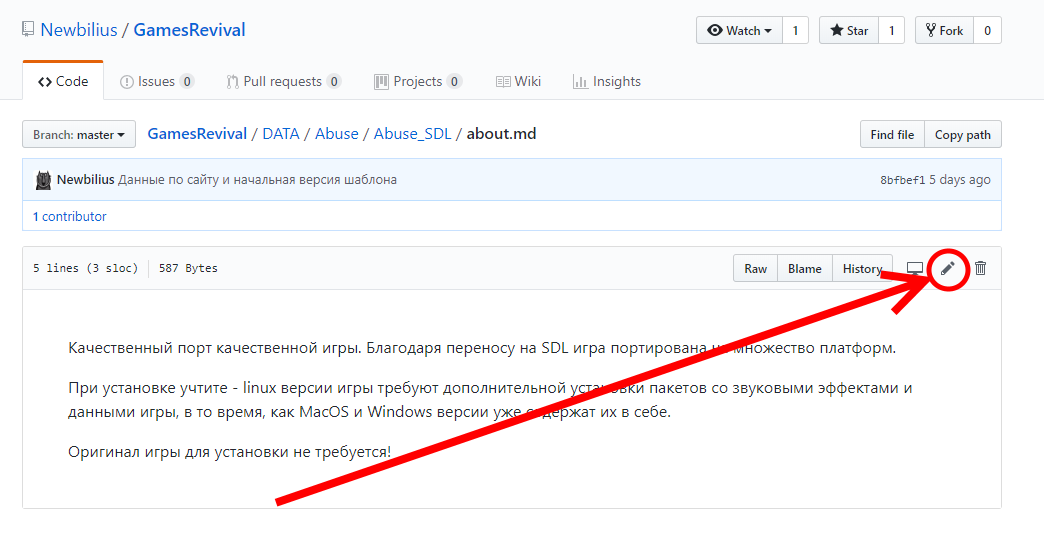 Newbilius / GamesRevival
Watch 1 Star 1 Fork 0
Code Issues 0 Pull requests 0 Projects 0 Wiki Insights
Branch: master GamesRevival / DATA / Abuse / Abuse_SDL / about.md Find file Copy path
Newbilius Данные по сайту и начальная версия шаблона 8bfbef1 5 days ago
1 contributor
5 lines (3 sloc) 587 Bytes Raw Blame History
Качественный порт качественной игры. Благодаря переносу на SDL игра портирована на множество платформ.
При установке учтите - linux версии игры требуют дополнительной установки пакетов со звуковыми эффектами и
данными игры, в то время, как MacOS и Windows версии уже содержат их в себе.
Оригинал игры для установки не требуется!